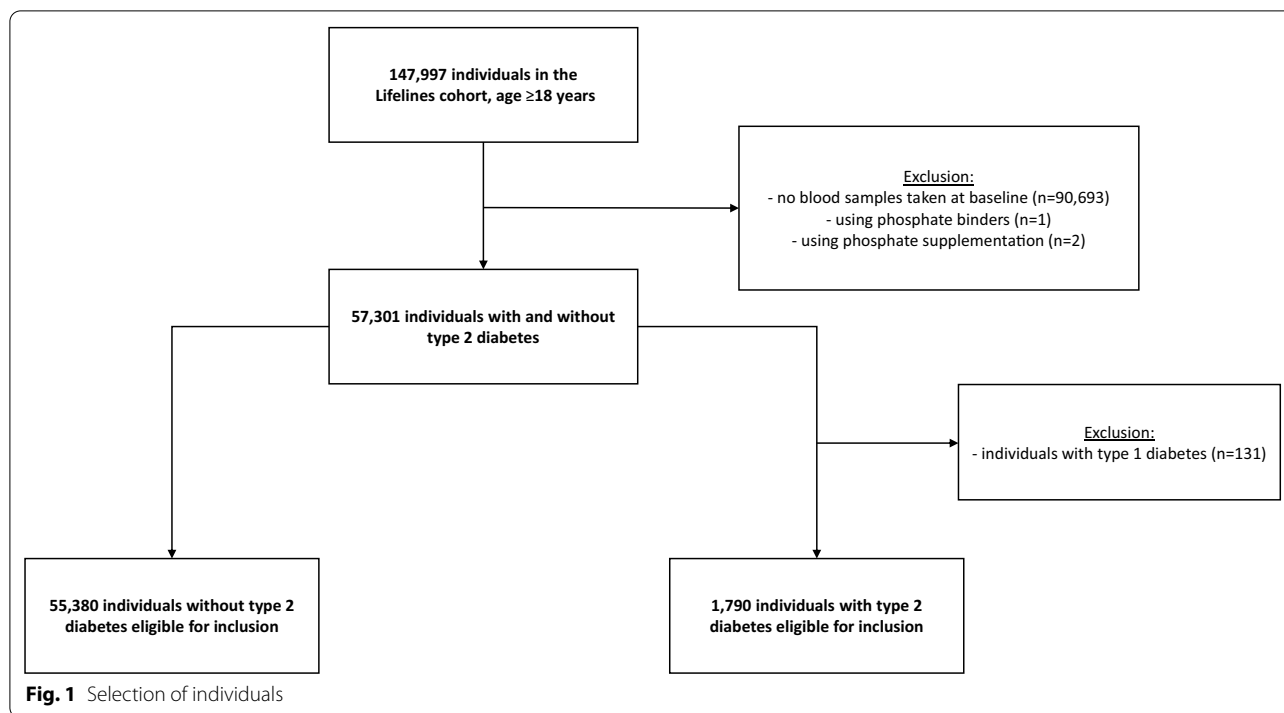 147,997 individuals in the
Lifelines cohort, age ≥18 years
Exclusion:
- no blood samples taken at baseline (n=90,693)
- using phosphate binders (n=1)
- using phosphate supplementation (n=2)
57,301 individuals with and without
type 2 diabetes
Exclusion:
- individuals with type 1 diabetes (n=131)
55,380 individuals without type 2
diabetes eligible for inclusion
1,790 individuals with type 2
diabetes eligible for inclusion
Fig. 1 Selection of individuals